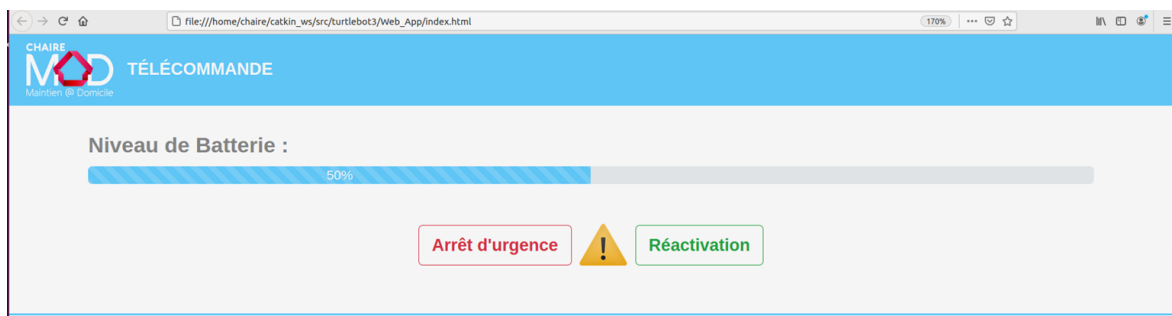 file:///home/chaire/catkin_ws/src/turtlebot3/Web_App/index.html
170%
CHAIRE
M@D
TÉLÉCOMMANDE
Maintien @ Domicile
Niveau de Batterie :
50%
Arrêt d'urgence
Réactivation